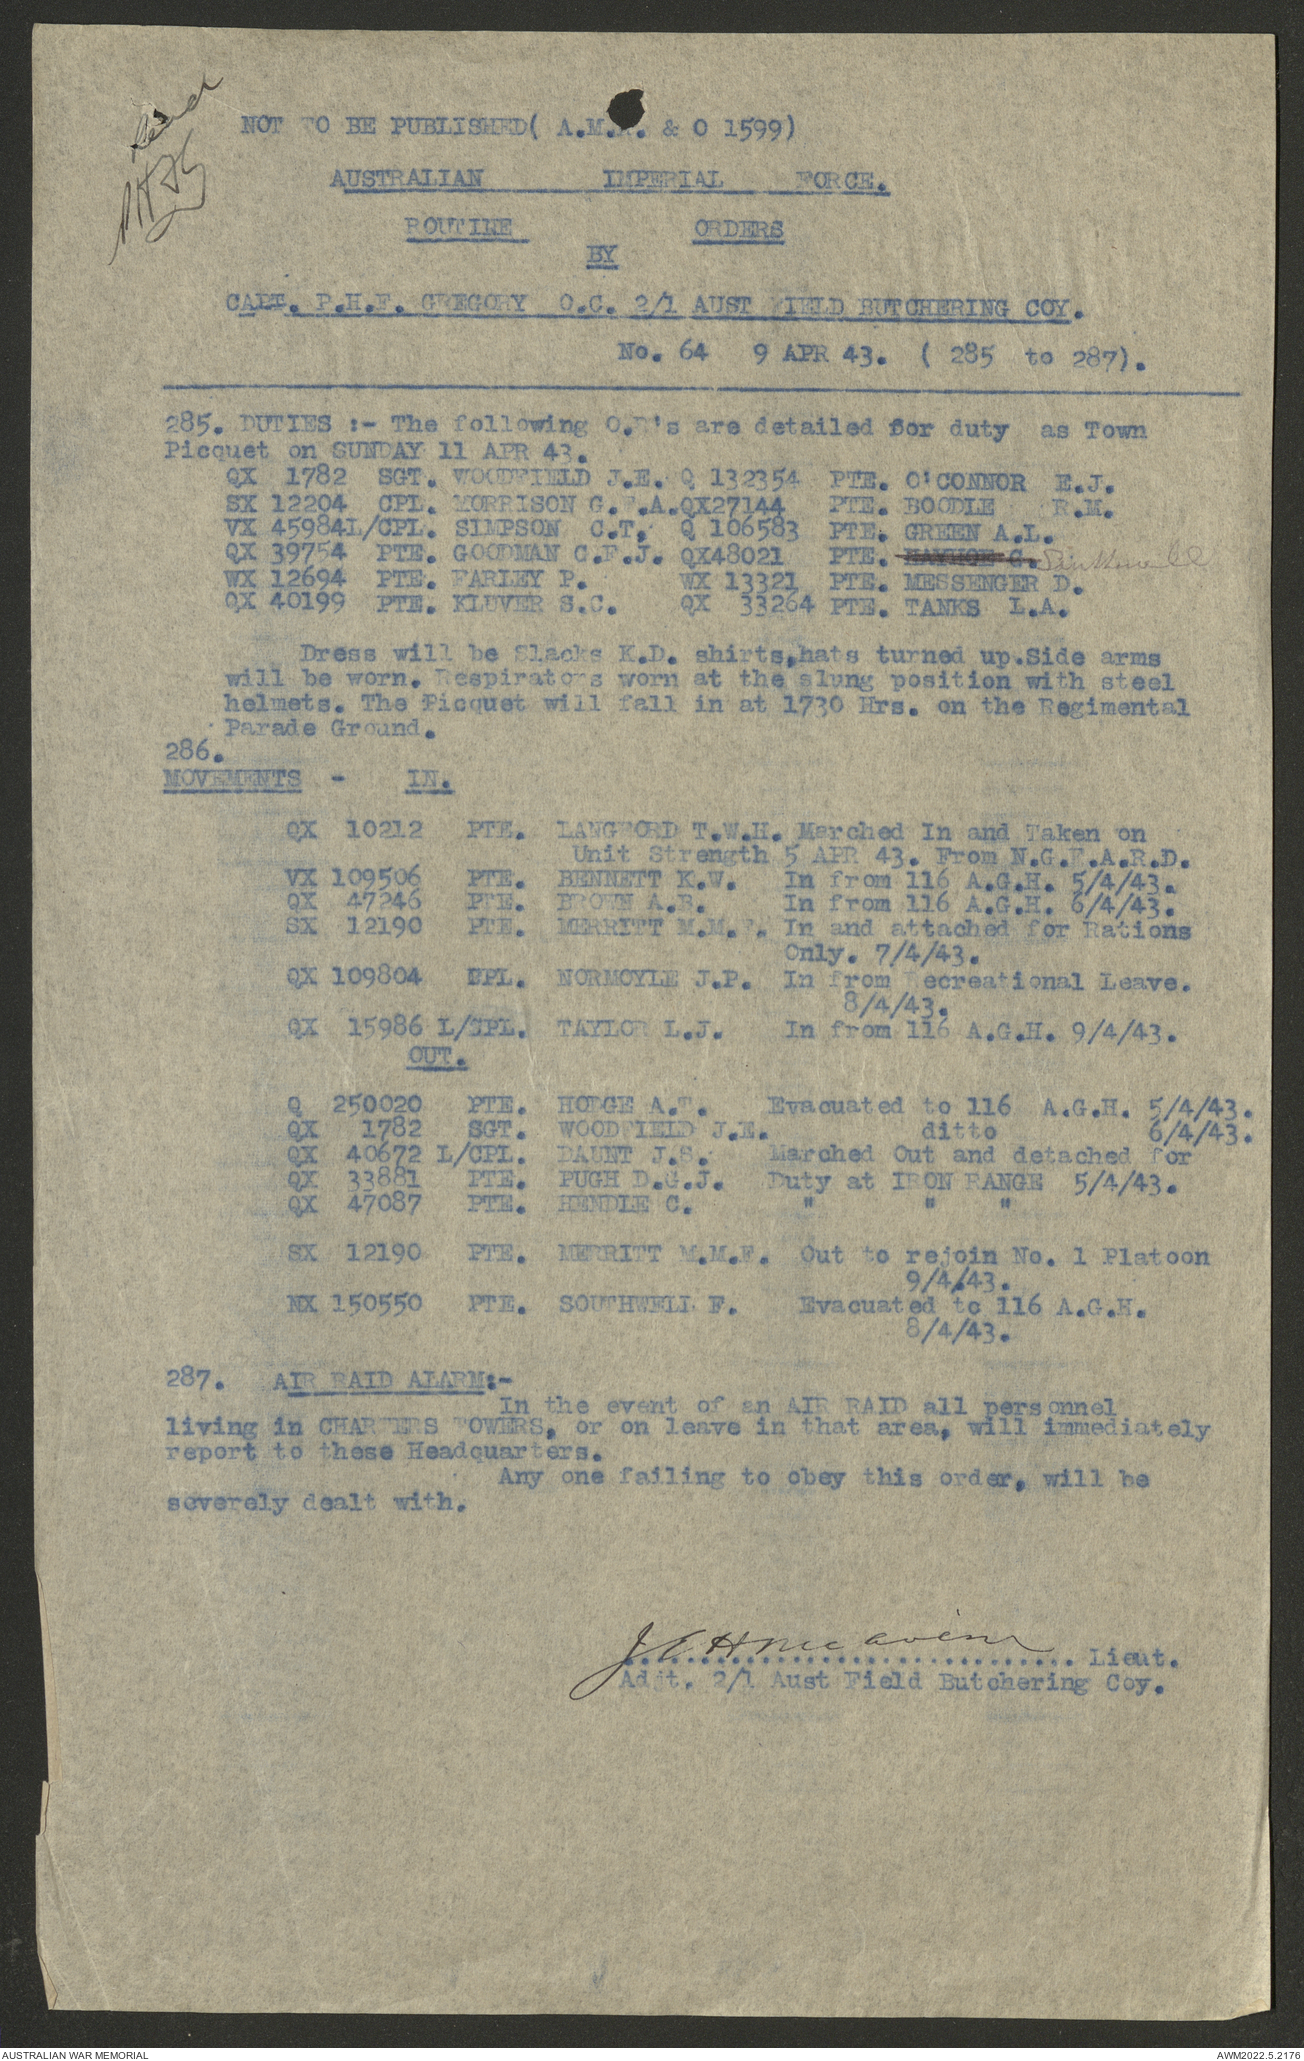 NOT TO BE PUBLISHED( A.M.R. & O 1599)
AUSTRALIAN IMPERIAL FORCE.
ROUTINE ORDERS
BY
CAPT. P.H.F. GREGORY O.C. 2/1 AUST FIELD BUTCHERING COY.
No. 64 9 APR 43. ( 285 to 287).
285. DUTIES :- The following O.R's are detailed for duty as Town
Picquet on SUNDAY 11 APR 43.
QX 1782 SGT. WOODFIELD J.E. Q 132354 PTE. O'CONNOR E.J.
SX 12204 CPL. MORRISON G.F.A. QX27144 PTE. BOODLE R.M.
VX 45984 L/CPL. SIMPSON C.T. Q 106583 PTE. GREEN A.L.
QX 39754 PTE. GOODMAN C.F.J. QX48021 PTE.
WX 12694 PTE. FARLEY P. WX 13321 PTE. MESSENGER D.
QX 40199 PTE. KLUVER S.C. QX 33264 PTE. TANKS L.A.
Dress will be Slacks K.D. shirts,hats turned up.Side arms
will be worn. Respirators worn at the slung position with steel
helmets. The Picquet will fall in at 1730 Hrs. on the Regimental
Parade Ground.
286.
MOVEMENTS - IN.
QX 10212 PTE. LANGFORD T.W.H. Marched In and Taken on
Unit Strength 5 APR 43. From N.G.F.A.R.D.
VX 109506 PTE. BENNETT K.W. In from 116 A.G.H. 5/4/43.
QX 47246 PTE. BROWN A.R. In from 116 A.G.H. 6/4/43.
SX 12190 PTE. MERRITT M.M.F. In and attached for Rations
Only. 7/4/43.
QX 109804 CPL. NORMOYLE J.P. In from Recreational Leave.
8/4/43.
QX 15986 L/CPL. TAYLOR L.J. In from 116 A.G.H. 9/4/43.
OUT.
Q 250020 PTE. HODGE A.T. Evacuated to 116 A.G.H. 5/4/43.
QX 1782 SGT. WOODFIELD J.E. ditto 6/4/43.
QX 40672 L/CPL. DAUNT J.S. Marched Out and detached for
QX 33881 PTE. PUGH D.G.J. Duty at IRON RANGE 5/4/43.
QX 47087 PTE. HENDLE C. " " "
SX 12190 PTE. MERRITT M.M.F. Out to rejoin No. 1 Platoon
9/4/43.
NX 150550 PTE. SOUTHWELL F. Evacuated to 116 A.G.H.
8/4/43.
287. AIR RAID ALARM:-
In the event of an AIR RAID all personnel
living in CHARTERS TOWERS, or on leave in that area, will immediately
report to these Headquarters.
Any one failing to obey this order, will be
severely dealt with.
.............................. Lieut.
Adjt. 2/1 Aust Field Butchering Coy.
AUSTRALIAN WAR MEMORIAL
AWM2022.5.2176